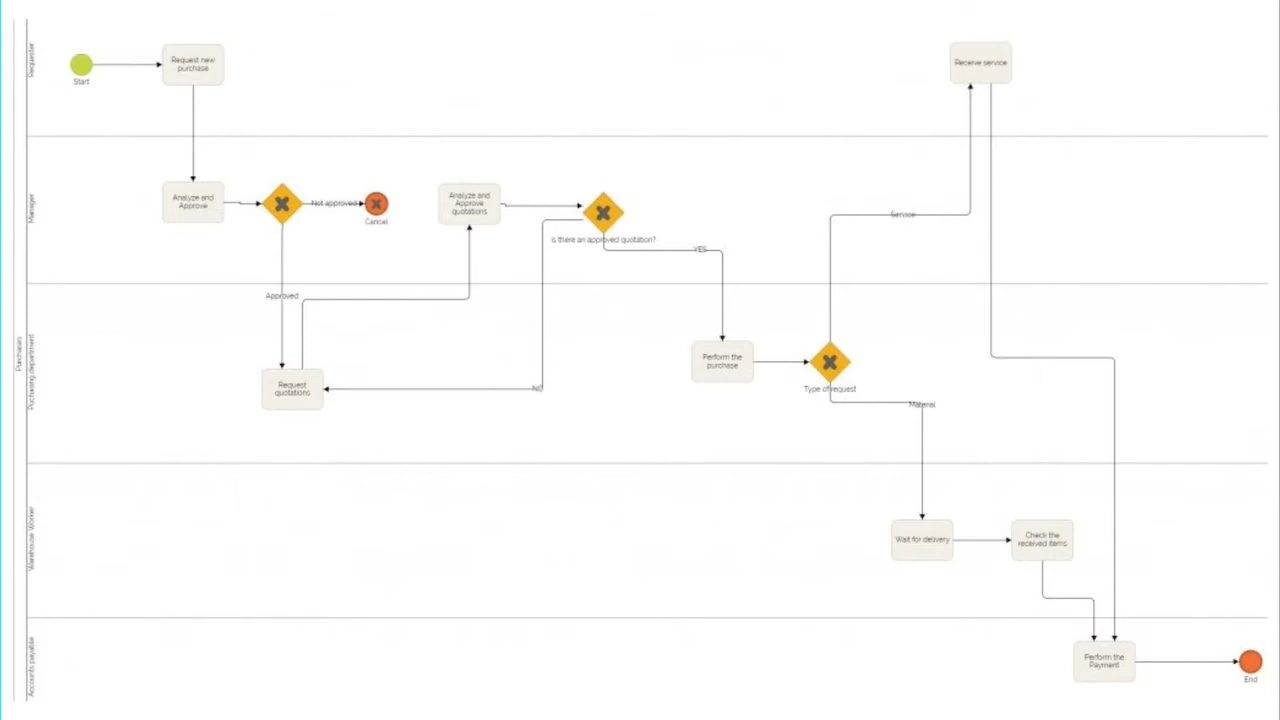 Purchases
Requester
Start
Request new
purchase
Receive service
Manager
Analyze and
Approve
Not approved
Cancel
Analyze and
Approve
quotations
is there an approved quotation?
YES
Service
Approved
Puchasing department
Request
quotations
NO
Perform the
purchase
Type of request
Material
Warehouse Worker
Wait for delivery
Check the
received items
Accounts payable
Perform the
Payment
End